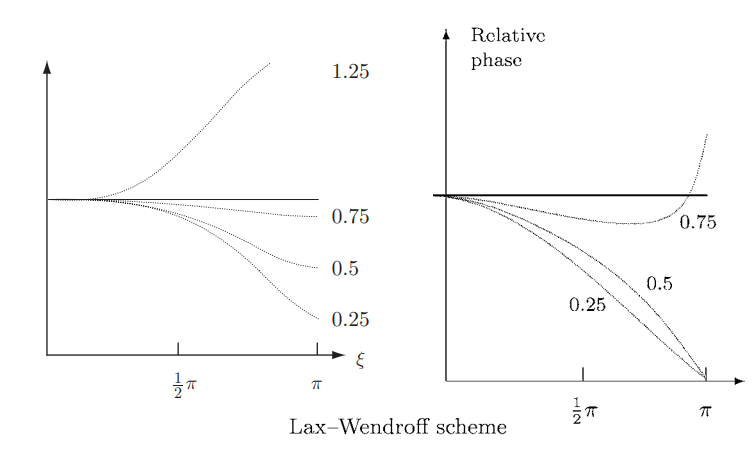 1.25
0.75
0.5
0.25
ξ
½π
π
Relative
phase
0.75
0.5
0.25
½π
π
Lax–Wendroff scheme